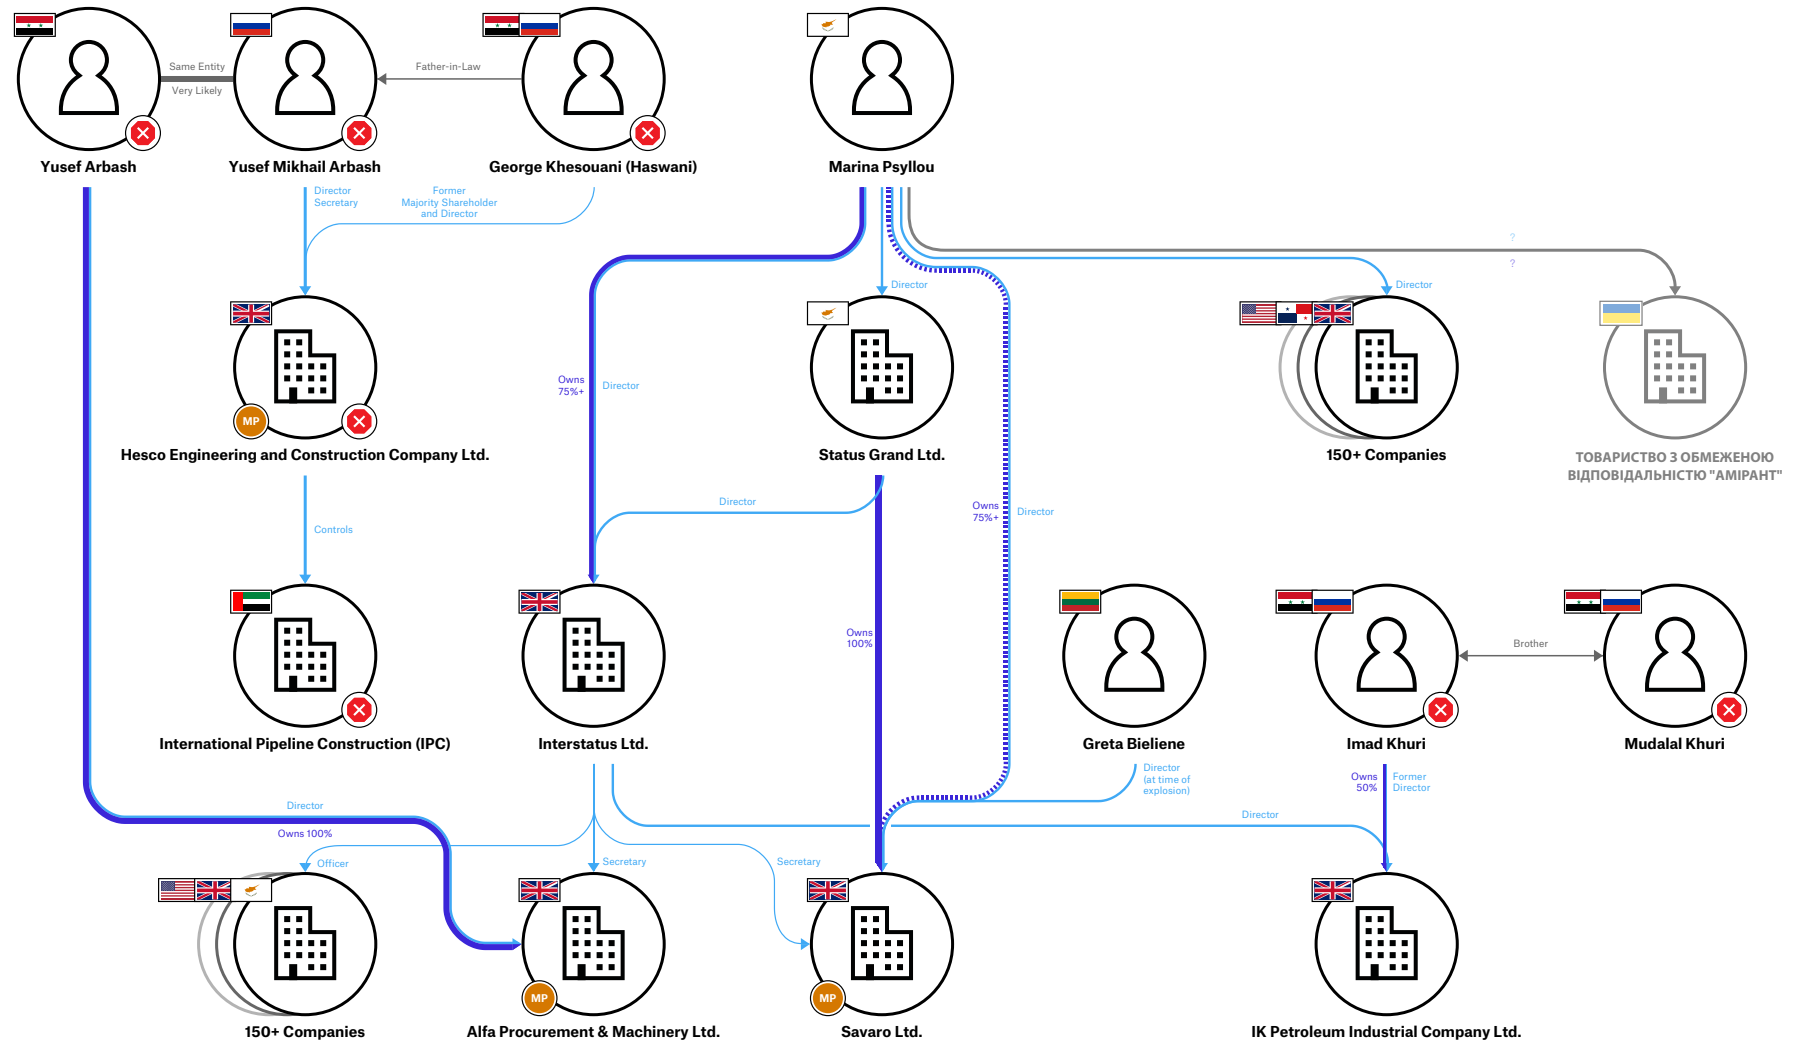 Same Entity
Very Likely
Father-in-Law
Yusef Arbash
Yusef Mikhail Arbash
George Khesouani (Haswani)
Marina Psyllou
Director
Secretary
Former
Majority Shareholder
and Director
?
?
Director
Director
Owns
75%+
Director
MP
Hesco Engineering and Construction Company Ltd.
Status Grand Ltd.
150+ Companies
ТОВАРИСТВО З ОБМЕЖЕНОЮ
ВІДПОВІДАЛЬНІСТЮ "АМІРАНТ"
Director
Owns
75%+
Director
Controls
Owns
100%
Brother
International Pipeline Construction (IPC)
Interstatus Ltd.
Greta Bieliene
Imad Khuri
Mudalal Khuri
Director
(at time of
explosion)
Owns
50%
Former
Director
Director
Owns 100%
Director
Officer
Secretary
Secretary
MP
MP
150+ Companies
Alfa Procurement & Machinery Ltd.
Savaro Ltd.
IK Petroleum Industrial Company Ltd.